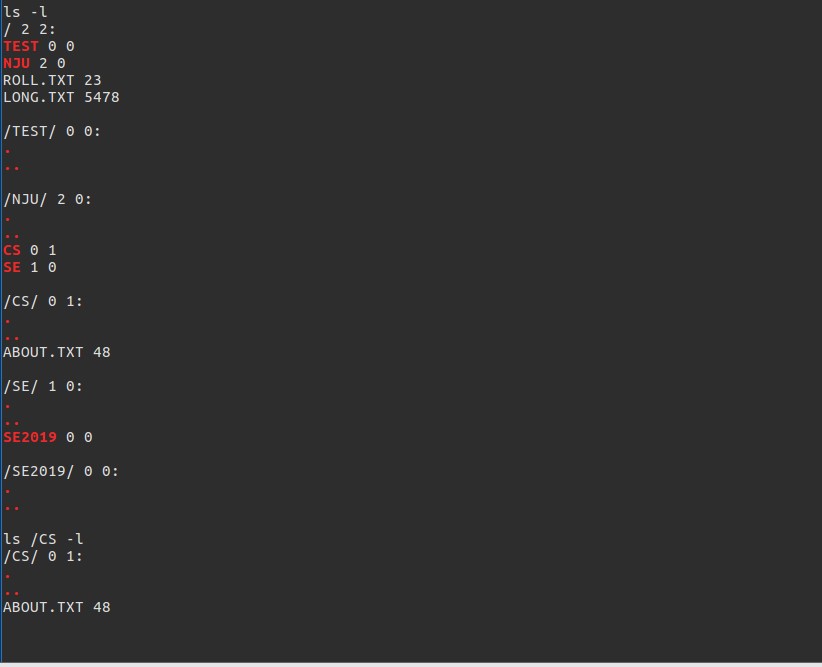 ls -l
/ 2 2:
TEST 0 0
NJU 2 0
ROLL.TXT 23
LONG.TXT 5478
/TEST/ 0 0:
.
..
/NJU/ 2 0:
.
..
CS 0 1
SE 1 0
/CS/ 0 1:
.
..
ABOUT.TXT 48
/SE/ 1 0:
.
..
SE2019 0 0
/SE2019/ 0 0:
.
..
ls /CS -l
/CS/ 0 1:
.
..
ABOUT.TXT 48